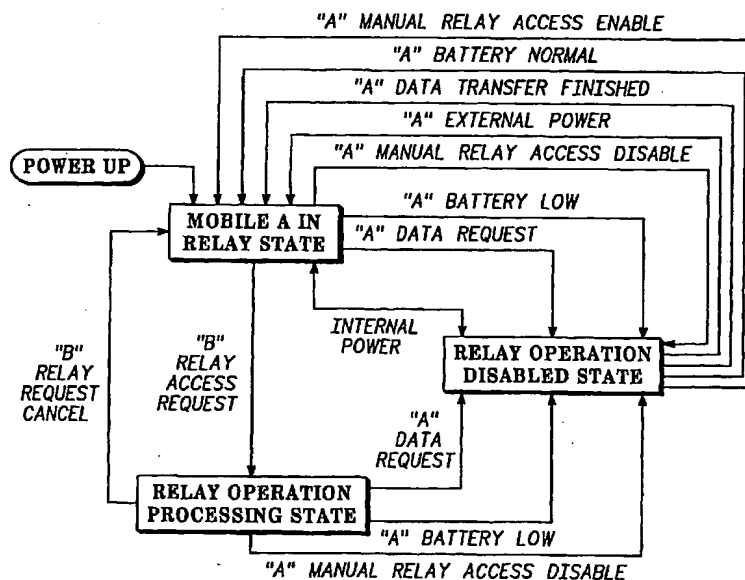 "A" MANUAL RELAY ACCESS ENABLE
"A" BATTERY NORMAL
"A" DATA TRANSFER FINISHED
"A" EXTERNAL POWER
"A" MANUAL RELAY ACCESS DISABLE
POWER UP
"A" BATTERY LOW
MOBILE A IN
RELAY STATE
"A" DATA REQUEST
INTERNAL
POWER
"B"
RELAY
REQUEST
CANCEL
"B"
RELAY
ACCESS
REQUEST
RELAY OPERATION
DISABLED STATE
"A"
DATA
REQUEST
RELAY OPERATION
PROCESSING STATE
"A" BATTERY LOW
"A" MANUAL RELAY ACCESS DISABLE